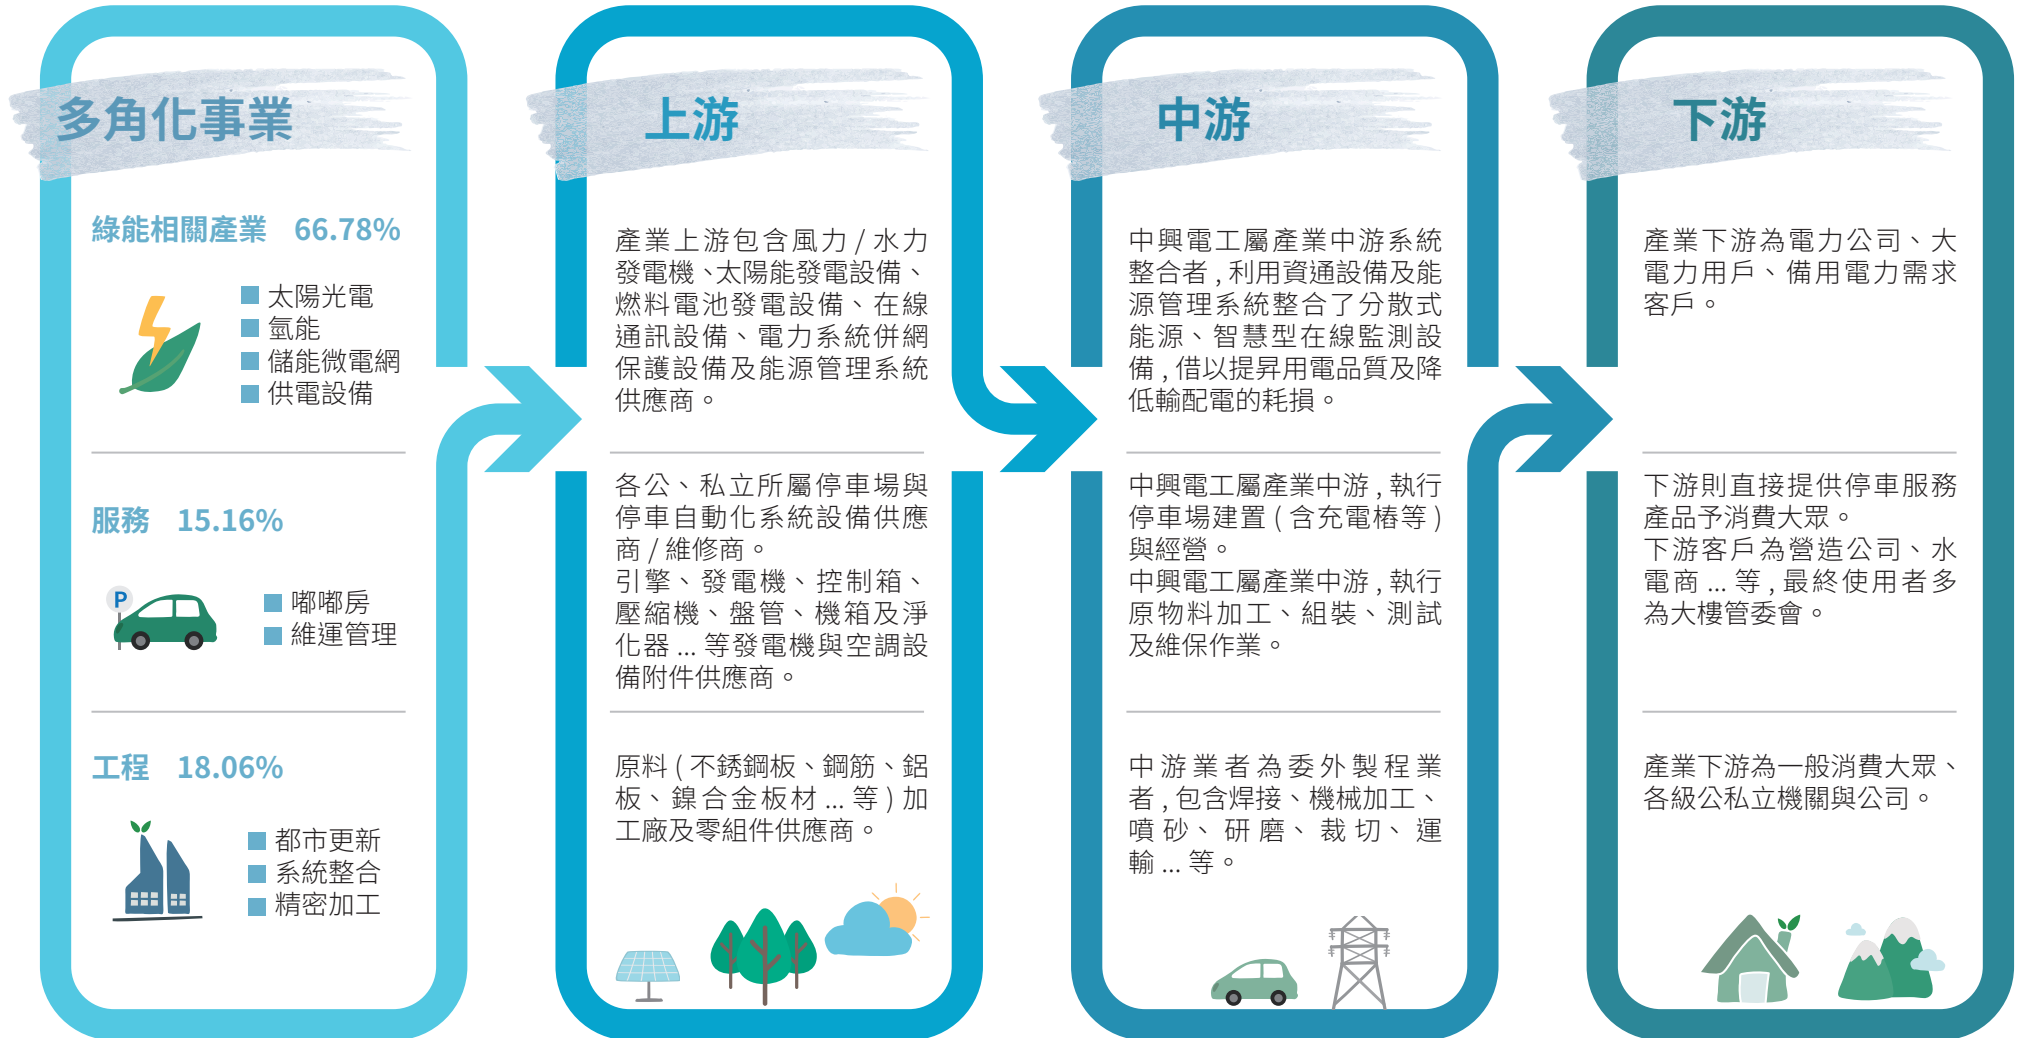 多角化事業
綠能相關產業 66.78%
太陽光電
氫能
儲能微電網
供電設備
服務 15.16%
P
嘟嘟房
維運管理
工程 18.06%
都市更新
系統整合
精密加工
上游
產業上游包含風力 / 水力
發電機、太陽能發電設備、
燃料電池發電設備、在線
通訊設備、電力系統併網
保護設備及能源管理系統
供應商。
各公、私立所屬停車場與
停車自動化系統設備供應
商 / 維修商。
引擎、發電機、控制箱、
壓縮機、盤管、機箱及淨
化器 ... 等發電機與空調設
備附件供應商。
原料 ( 不銹鋼板、鋼筋、鋁
板、鎳合金板材 ... 等 ) 加
工廠及零組件供應商。
中游
中興電工屬產業中游系統
整合者 , 利用資通設備及能
源管理系統整合了分散式
能源、智慧型在線監測設
備 , 借以提昇用電品質及降
低輸配電的耗損。
中興電工屬產業中游 , 執行
停車場建置 ( 含充電樁等 )
與經營。
中興電工屬產業中游 , 執行
原物料加工、組裝、測試
及維保作業。
中游業者為委外製程業
者 , 包含焊接、機械加工、
噴砂、研磨、裁切、運
輸 ... 等。
下游
產業下游為電力公司、大
電力用戶、備用電力需求
客戶。
下游則直接提供停車服務
產品予消費大眾。
下游客戶為營造公司、水
電商 ... 等 , 最終使用者多
為大樓管委會。
產業下游為一般消費大眾、
各級公私立機關與公司。